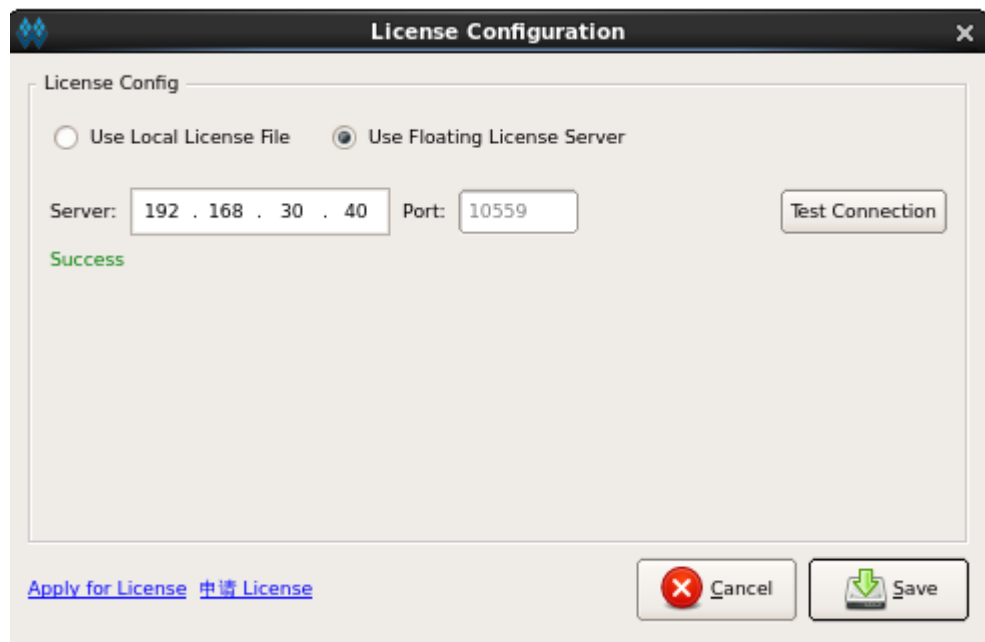 License Configuration
License Config
Use Local License File Use Floating License Server
Server: 192 . 168 . 30 . 40 Port: 10559 Test Connection
Success
Apply for License 申请 License Cancel Save